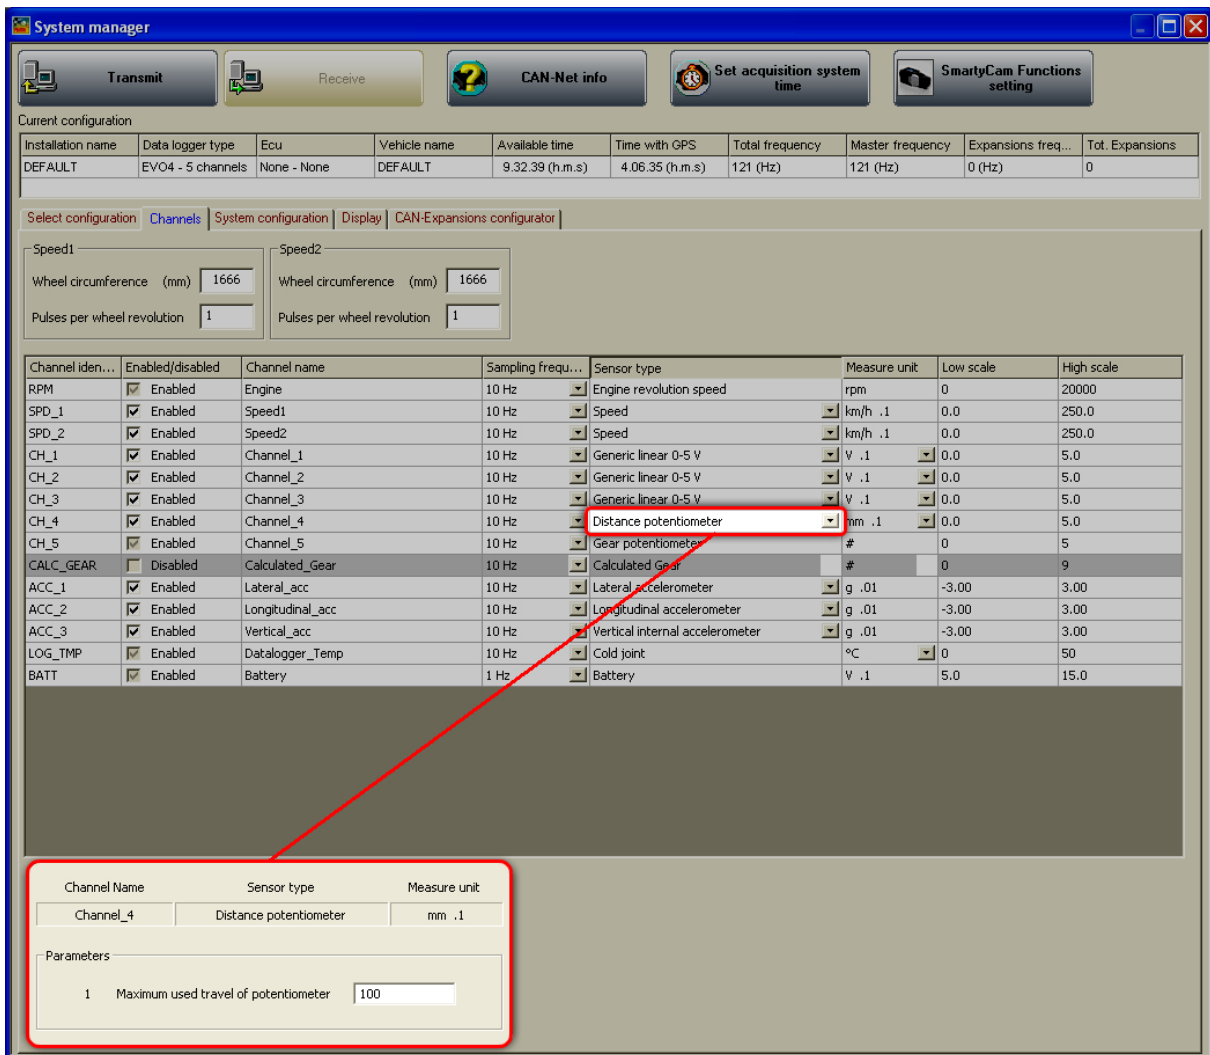 System manager
Transmit
Receive
CAN-Net info
Set acquisition system time
SmartyCam Functions setting
Current configuration
Installation name Data logger type Ecu Vehicle name Available time Time with GPS Total frequency Master frequency Expansions freq... Tot. Expansions
DEFAULT EVO4 - 5 channels None - None DEFAULT 9.32.39 (h.m.s) 4.06.35 (h.m.s) 121 (Hz) 121 (Hz) 0 (Hz) 0
Select configuration Channels System configuration Display CAN-Expansions configurator
Speed1 Speed2
Wheel circumference (mm) 1666 Wheel circumference (mm) 1666
Pulses per wheel revolution 1 Pulses per wheel revolution 1
Channel iden... Enabled/disabled Channel name Sampling frequ... Sensor type Measure unit Low scale High scale
RPM Enabled Engine 10 Hz Engine revolution speed rpm 0 20000
SPD_1 Enabled Speed1 10 Hz Speed km/h .1 0.0 250.0
SPD_2 Enabled Speed2 10 Hz Speed km/h .1 0.0 250.0
CH_1 Enabled Channel_1 10 Hz Generic linear 0-5 V V .1 0.0 5.0
CH_2 Enabled Channel_2 10 Hz Generic linear 0-5 V V .1 0.0 5.0
CH_3 Enabled Channel_3 10 Hz Generic linear 0-5 V V .1 0.0 5.0
CH_4 Enabled Channel_4 10 Hz Distance potentiometer mm .1 0.0 5.0
CH_5 Enabled Channel_5 10 Hz Gear potentiometer # 0 5
CALC_GEAR Disabled Calculated_Gear 10 Hz Calculated Gear # 0 9
ACC_1 Enabled Lateral_acc 10 Hz Lateral accelerometer g .01 -3.00 3.00
ACC_2 Enabled Longitudinal_acc 10 Hz Longitudinal accelerometer g .01 -3.00 3.00
ACC_3 Enabled Vertical_acc 10 Hz Vertical internal accelerometer g .01 -3.00 3.00
LOG_TMP Enabled Datalogger_Temp 10 Hz Cold joint °C 0 50
BATT Enabled Battery 1 Hz Battery V .1 5.0 15.0
Channel Name Sensor type Measure unit
Channel_4 Distance potentiometer mm .1
Parameters
1 Maximum used travel of potentiometer 100